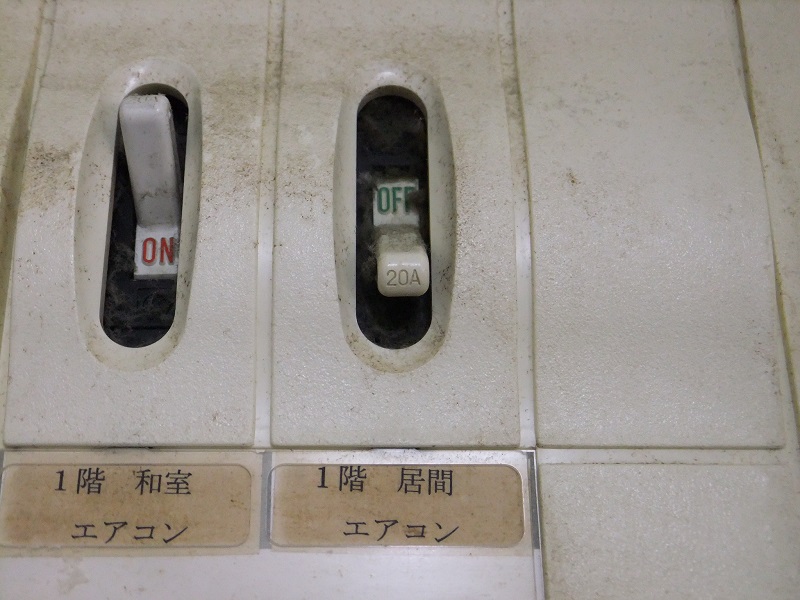 ON
OFF
20A
1階 和室
エアコン
1階 居間
エアコン